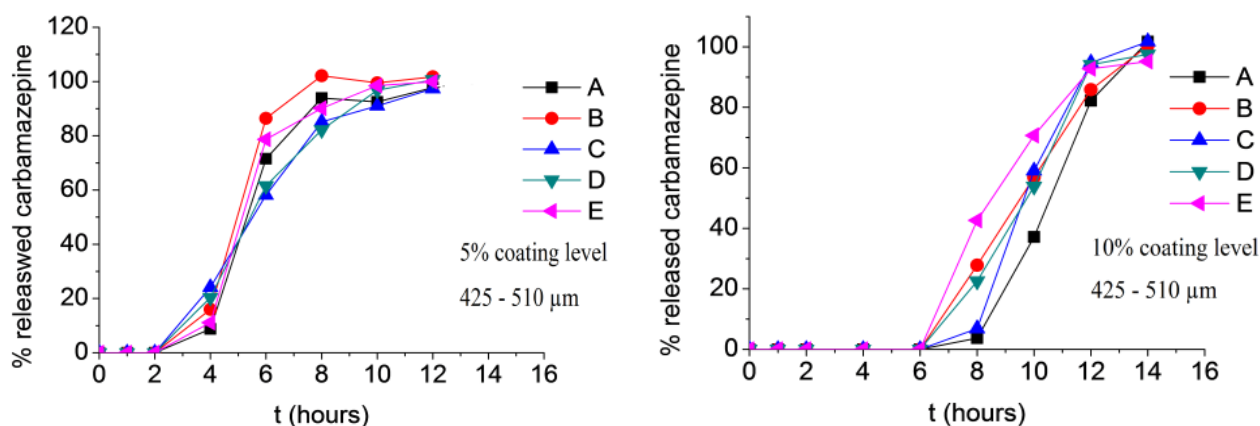 120
100
80
60
40
20
0
% releaswed carbamazepine
0 2 4 6 8 10 12 14 16
t (hours)
A
B
C
D
E
5% coating level
425 - 510 µm
100
80
60
40
20
0
% released carbamazepine
0 2 4 6 8 10 12 14 16
t (hours)
A
B
C
D
E
10% coating level
425 - 510 µm